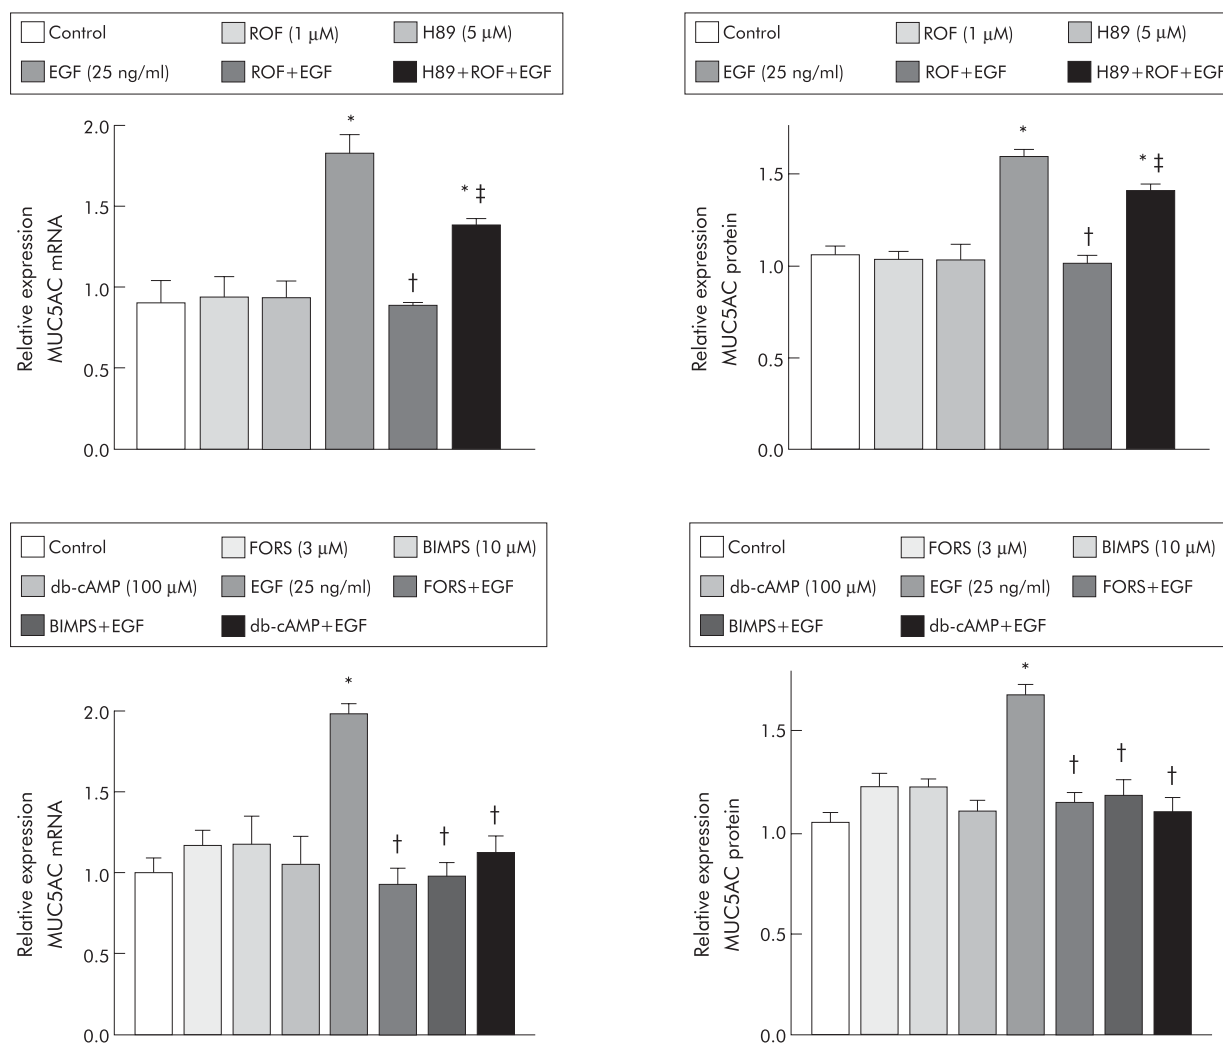 Control ROF (1 μM) H89 (5 μM)
EGF (25 ng/ml) ROF+EGF H89+ROF+EGF
Relative expression
MUC5AC mRNA
2.0
1.5
1.0
0.5
0.0
*
†
* ‡
Control ROF (1 μM) H89 (5 μM)
EGF (25 ng/ml) ROF+EGF H89+ROF+EGF
Relative expression
MUC5AC protein
1.5
1.0
0.5
0.0
*
†
* ‡
Control FORS (3 μM) BIMPS (10 μM)
db-cAMP (100 μM) EGF (25 ng/ml) FORS+EGF
BIMPS+EGF db-cAMP+EGF
Relative expression
MUC5AC mRNA
2.0
1.5
1.0
0.5
0.0
*
†
†
†
Control FORS (3 μM) BIMPS (10 μM)
db-cAMP (100 μM) EGF (25 ng/ml) FORS+EGF
BIMPS+EGF db-cAMP+EGF
Relative expression
MUC5AC protein
1.5
1.0
0.5
0.0
*
†
†
†